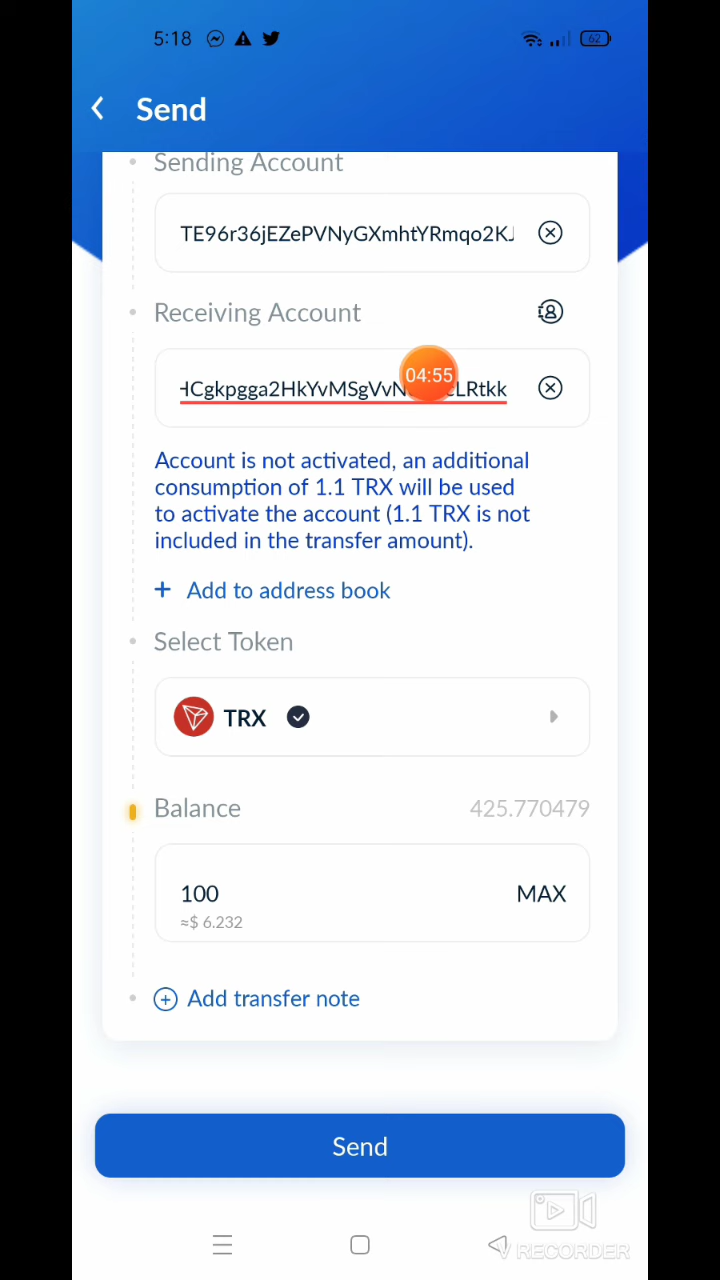 5:18
62
Send
Sending Account
TE96r36jEZePVNyGXmhtYRmqo2KJ
Receiving Account
04:55
Account is not activated, an additional
consumption of 1.1 TRX will be used
to activate the account (1.1 TRX is not
included in the transfer amount).
+ Add to address book
Select Token
TRX
Balance 425.770479
100 MAX
≈$ 6.232
Add transfer note
Send
V RECORDER